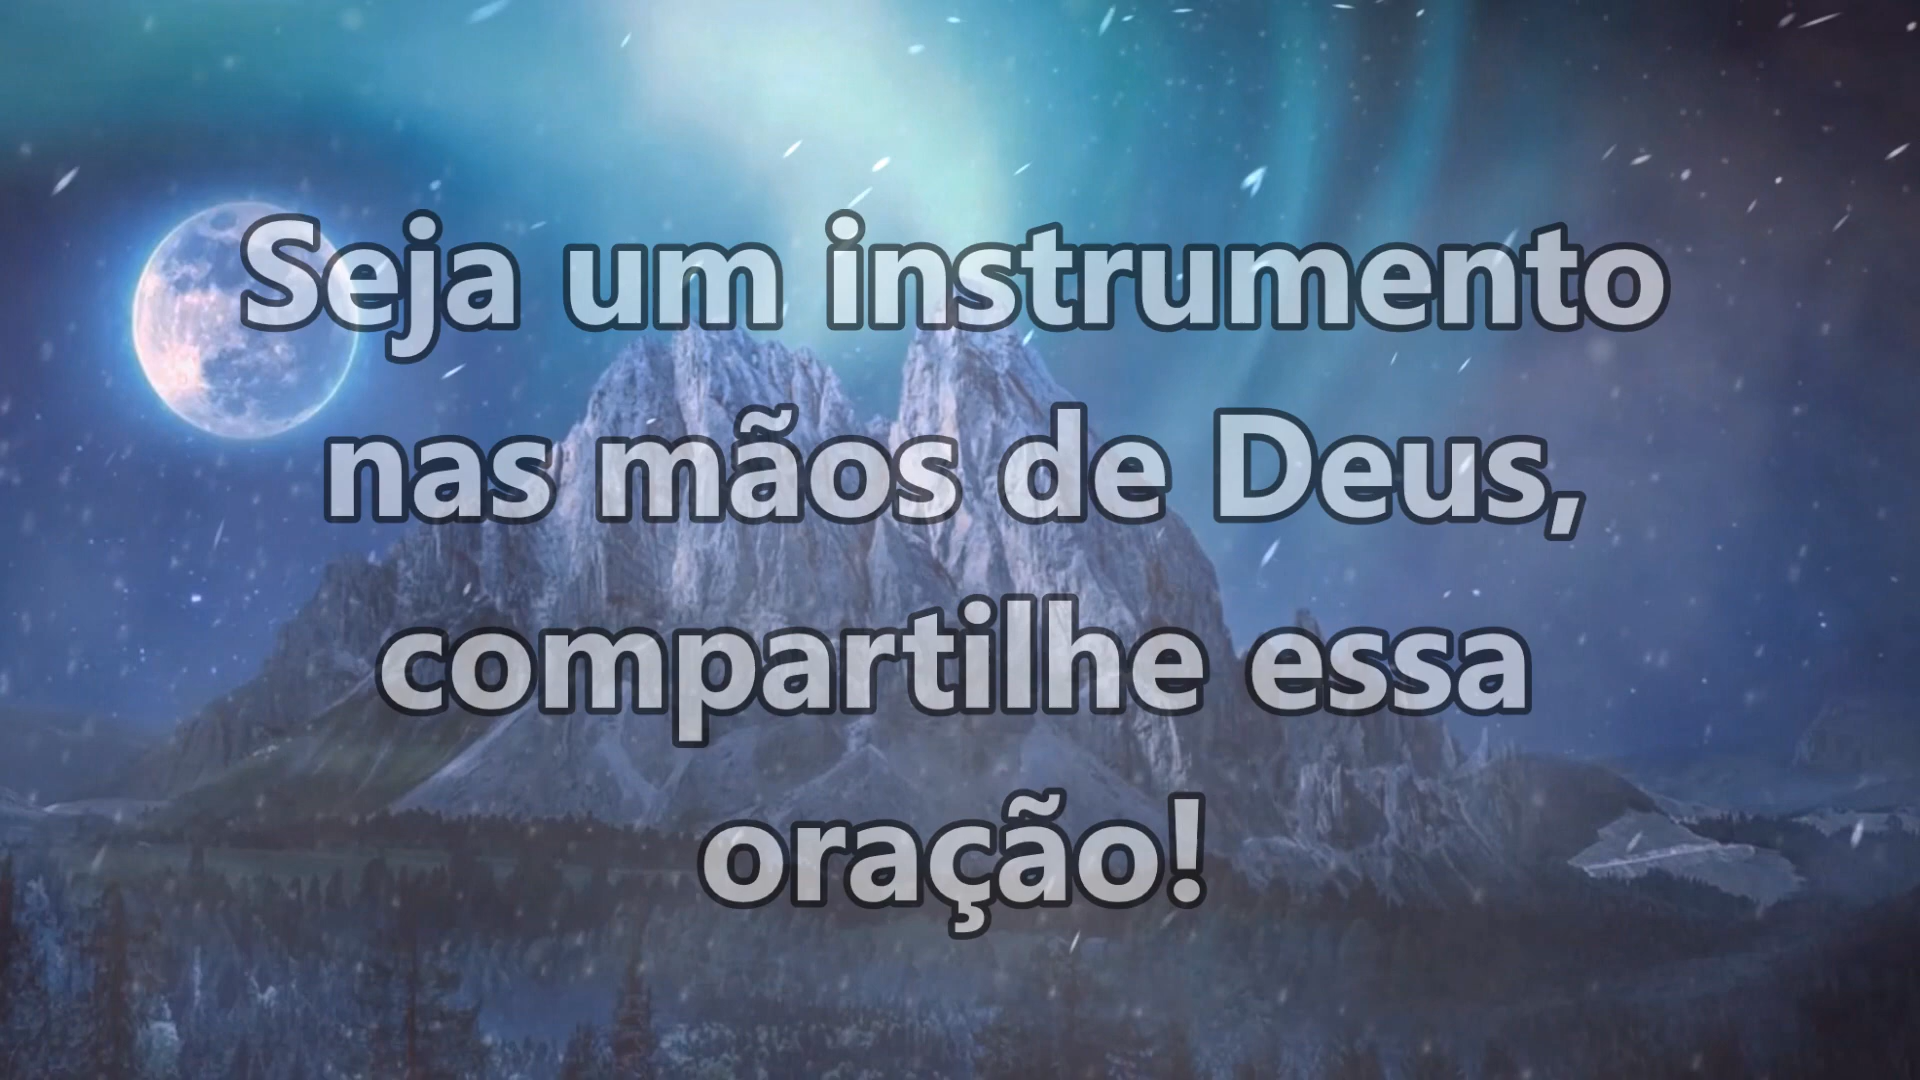 Seja um instrumento
nas mãos de Deus,
compartilhe essa
oração!